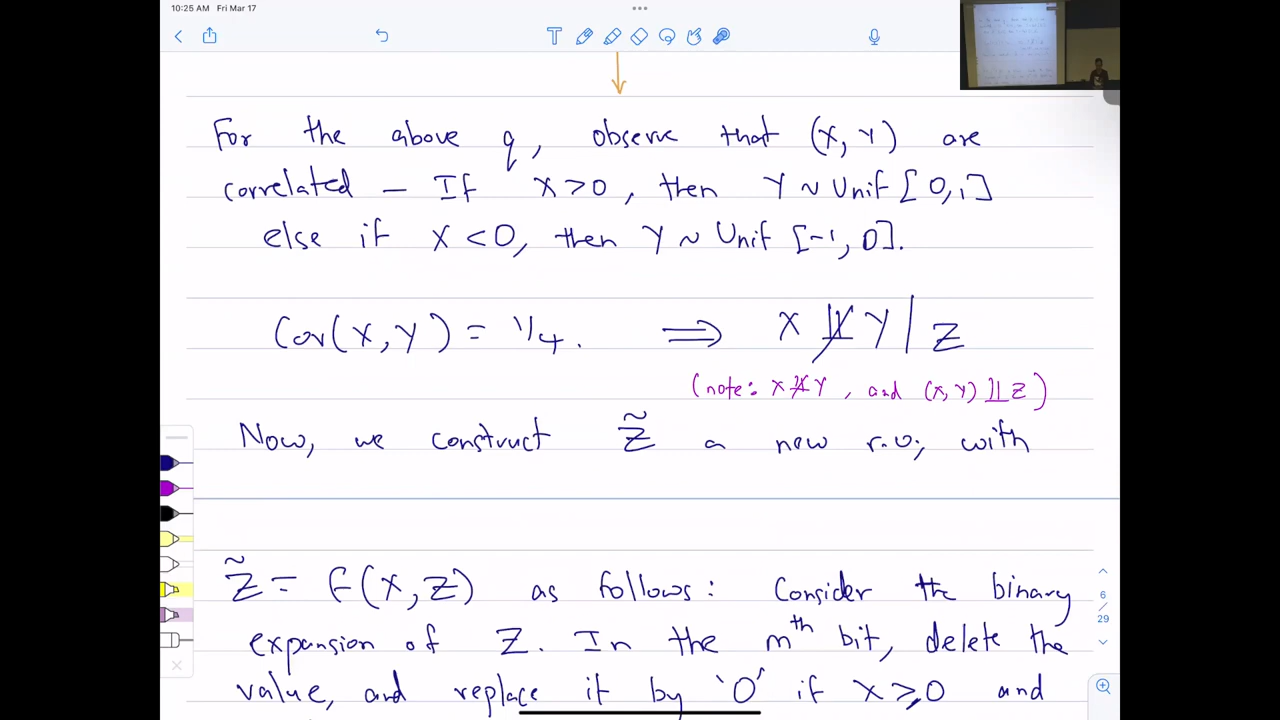 10:25 AM Fri Mar 17
For the above q, observe that (X, Y) are
correlated — If X > 0, then Y ~ Unif [0,1]
else if X < 0, then Y ~ Unif [-1, 0].
Cov(X, Y) = 1/4. ⟹ X ⫫̸ Y | Z
(note: X ⫫̸ Y, and (X, Y) ⫫ Z)
Now, we construct Z̃ a new r.v; with
Z̃ = f(X, Z) as follows: Consider the binary
expansion of Z. In the mᵗʰ bit, delete the
value, and replace it by '0' if X ≥ 0 and
6
/
29